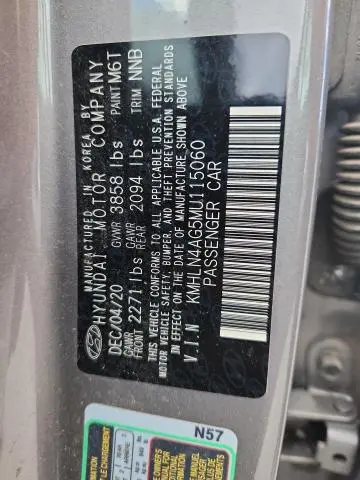 MANUFACTURED IN KOREA BY
HYUNDAI MOTOR COMPANY
DEC/04/20 GVWR 3858 lbs PAINT M6T
GAWR FRONT 2271 lbs GAWR REAR 2094 lbs TRIM NNB
THIS VEHICLE CONFORMS TO ALL APPLICABLE U.S.A. FEDERAL
MOTOR VEHICLE SAFETY, BUMPER, AND THEFT PREVENTION STANDARDS
IN EFFECT ON THE DATE OF MANUFACTURE SHOWN ABOVE
V.I.N
KMHLN4AG5MU115060
PASSENGER CAR
N57